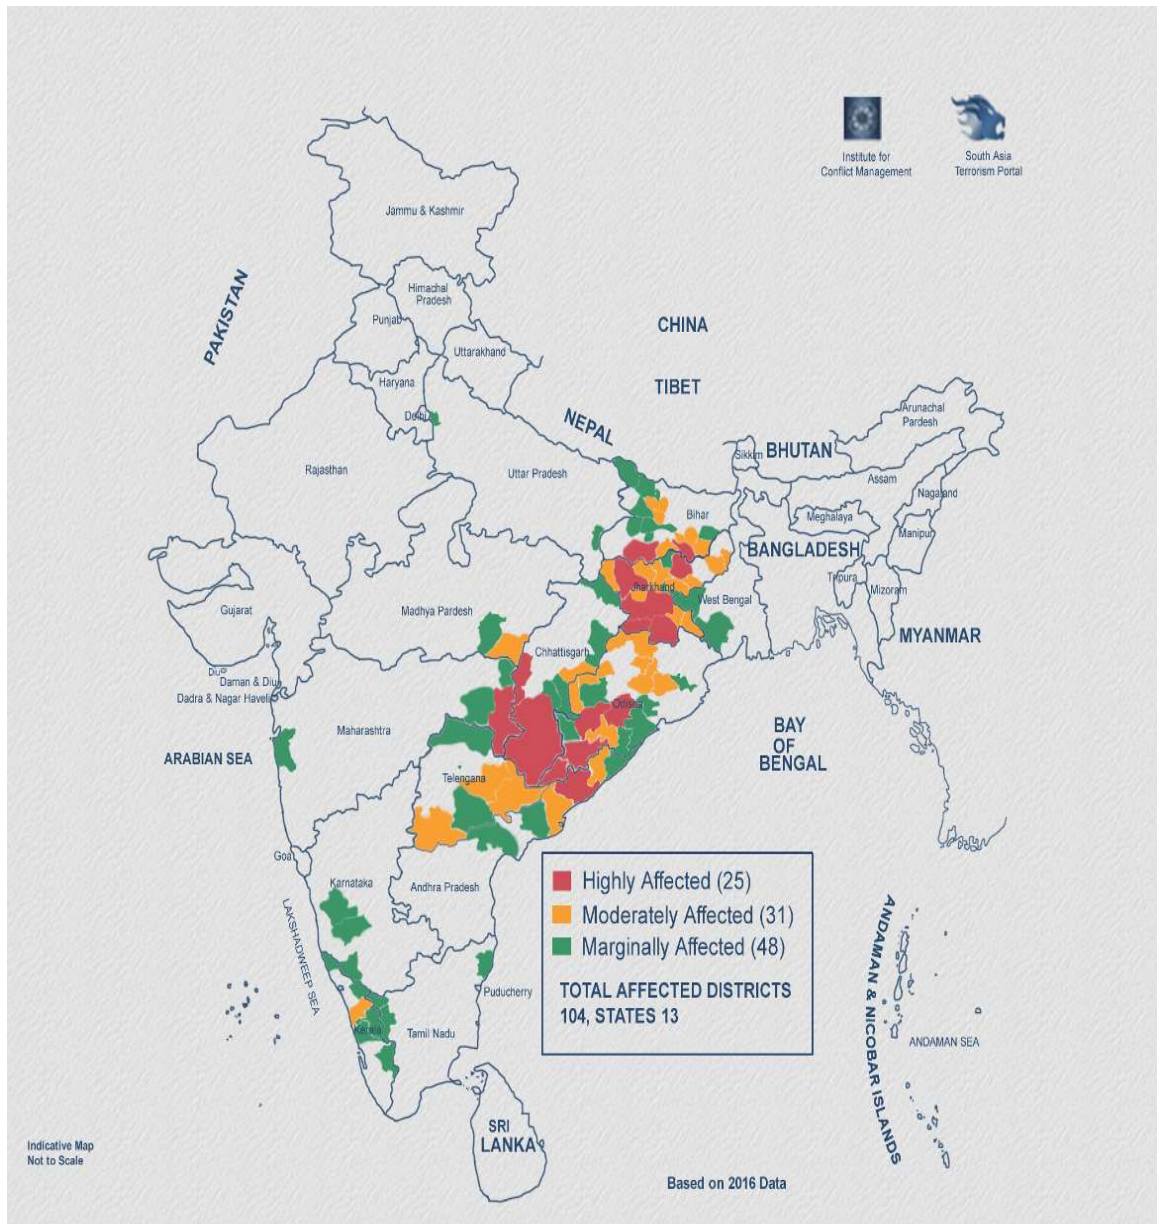 Institute for
Conflict Management
South Asia
Terrorism Portal
Jammu & Kashmir
PAKISTAN
Himachal
Pradesh
Punjab
CHINA
Uttarakhand
TIBET
Haryana
Delhi
NEPAL
Arunachal
Pardesh
Sikkim
BHUTAN
Rajasthan
Uttar Pradesh
Assam
Nagaland
Bihar
Meghalaya
Manipur
BANGLADESH
Tripura
Mizoram
Jharkhand
West Bengal
Gujarat
Madhya Pardesh
MYANMAR
Chhattisgarh
Diu
Daman & Diu
Dadra & Nagar Haveli
Odisha
Maharashtra
BAY
OF
BENGAL
ARABIAN SEA
Telengana
Goa
Karnataka
Andhra Pradesh
Highly Affected (25)
Moderately Affected (31)
Marginally Affected (48)
TOTAL AFFECTED DISTRICTS
104, STATES 13
LAKSHADWEEP SEA
Puducherry
Kerala
Tamil Nadu
ANDAMAN & NICOBAR ISLANDS
ANDAMAN SEA
SRI
LANKA
Indicative Map
Not to Scale
Based on 2016 Data